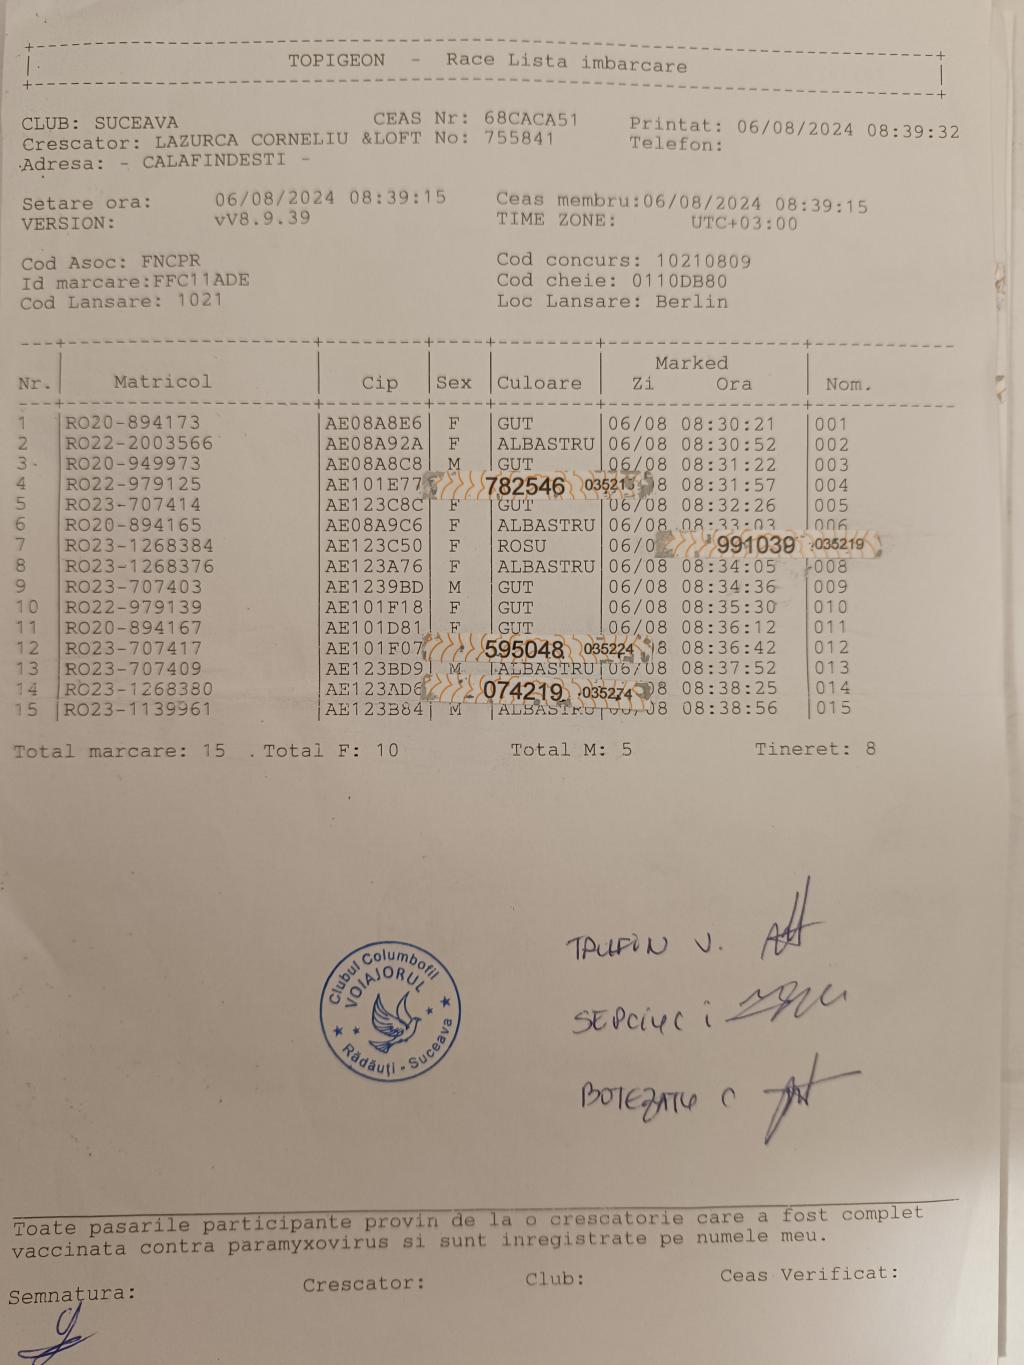 TOPIGEON - Race Lista imbarcare
CLUB: SUCEAVA CEAS Nr: 68CACA51 Printat: 06/08/2024 08:39:32
Crescator: LAZURCA CORNELIU &LOFT No: 755841 Telefon:
Adresa: - CALAFINDESTI -
Setare ora: 06/08/2024 08:39:15 Ceas membru:06/08/2024 08:39:15
VERSION: vV8.9.39 TIME ZONE: UTC+03:00
Cod Asoc: FNCPR Cod concurs: 10210809
Id marcare:FFC11ADE Cod cheie: 0110DB80
Cod Lansare: 1021 Loc Lansare: Berlin
Marked
Nr. Matricol Cip Sex Culoare Zi Ora Nom.
1 RO20-894173 AE08A8E6 F GUT 06/08 08:30:21 001
2 RO22-2003566 AE08A92A F ALBASTRU 06/08 08:30:52 002
3 RO20-949973 AE08A8C8 M GUT 06/08 08:31:22 003
4 RO22-979125 AE101E77 782546 035213 8 08:31:57 004
5 RO23-707414 AE123C8C F GUT 06/08 08:32:26 005
6 RO20-894165 AE08A9C6 F ALBASTRU 06/08 08:33:03 006
7 RO23-1268384 AE123C50 F ROSU 06/0 991039 035219
8 RO23-1268376 AE123A76 F ALBASTRU 06/08 08:34:05 008
9 RO23-707403 AE1239BD M GUT 06/08 08:34:36 009
10 RO22-979139 AE101F18 F GUT 06/08 08:35:30 010
11 RO20-894167 AE101D81 F GUT 06/08 08:36:12 011
12 RO23-707417 AE101F07 595048 035224 8 08:36:42 012
13 RO23-707409 AE123BD9 M ALBASTRU 06/08 08:37:52 013
14 RO23-1268380 AE123AD6 074219 035274 08 08:38:25 014
15 RO23-1139961 AE123B84 M ALBASTRU 06/08 08:38:56 015
Total marcare: 15 Total F: 10 Total M: 5 Tineret: 8
Clubul Columbofil
VOIAJORUL
Rădăuți - Suceava
V.
I
BOTEZATU C
Toate pasarile participante provin de la o crescatorie care a fost complet
vaccinata contra paramyxovirus si sunt inregistrate pe numele meu.
Semnatura: Crescator: Club: Ceas Verificat: